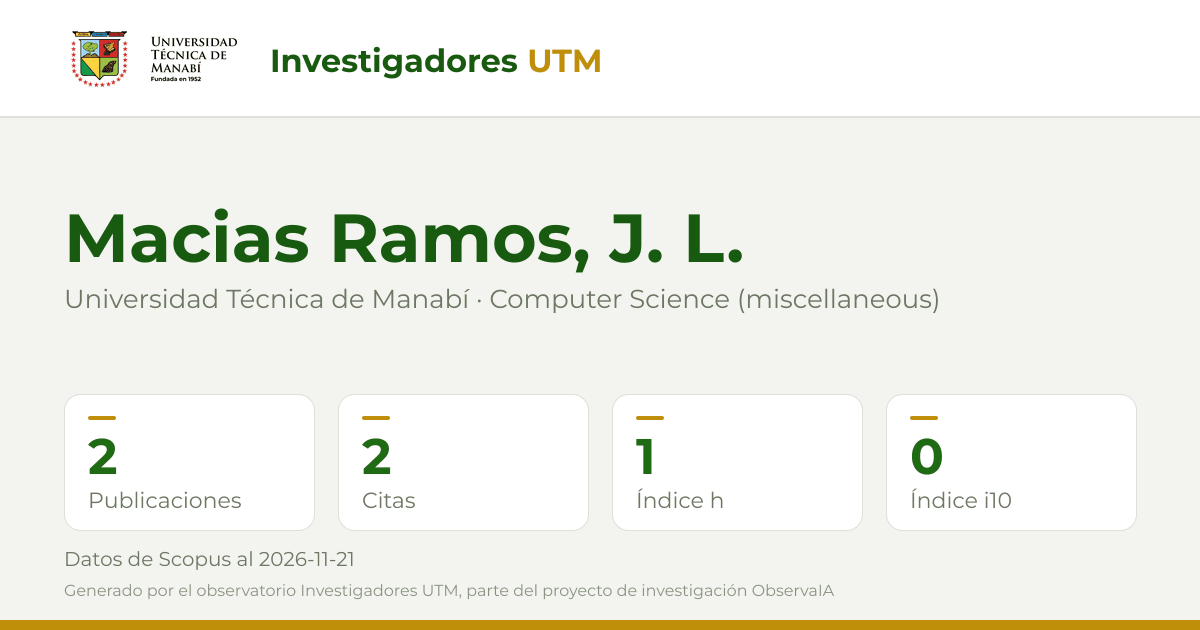 UNIVERSIDAD
TÉCNICA DE
MANABÍ
Fundada en 1952
Investigadores UTM
Macias Ramos, J. L.
Universidad Técnica de Manabí · Computer Science (miscellaneous)
2
Publicaciones
2
Citas
1
Índice h
0
Índice i10
Datos de Scopus al 2026-11-21
Generado por el observatorio Investigadores UTM, parte del proyecto de investigación ObservaIA